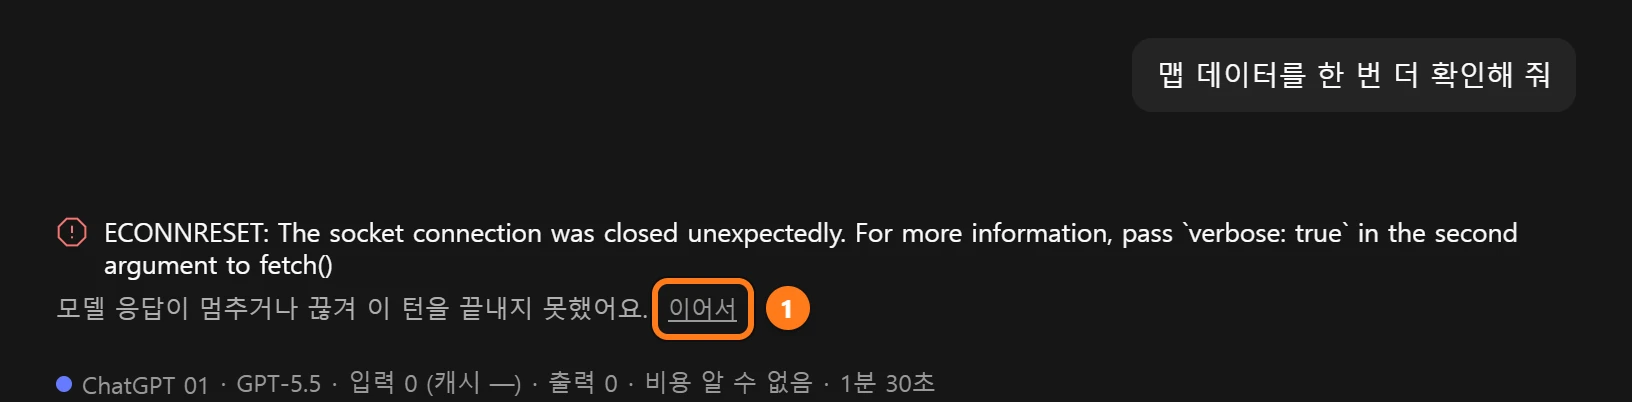 맵 데이터를 한 번 더 확인해 줘
ECONNRESET: The socket connection was closed unexpectedly. For more information, pass `verbose: true` in the second
argument to fetch()
모델 응답이 멈추거나 끊겨 이 턴을 끝내지 못했어요. 이어서 1
ChatGPT 01 · GPT-5.5 · 입력 0 (캐시 —) · 출력 0 · 비용 알 수 없음 · 1분 30초